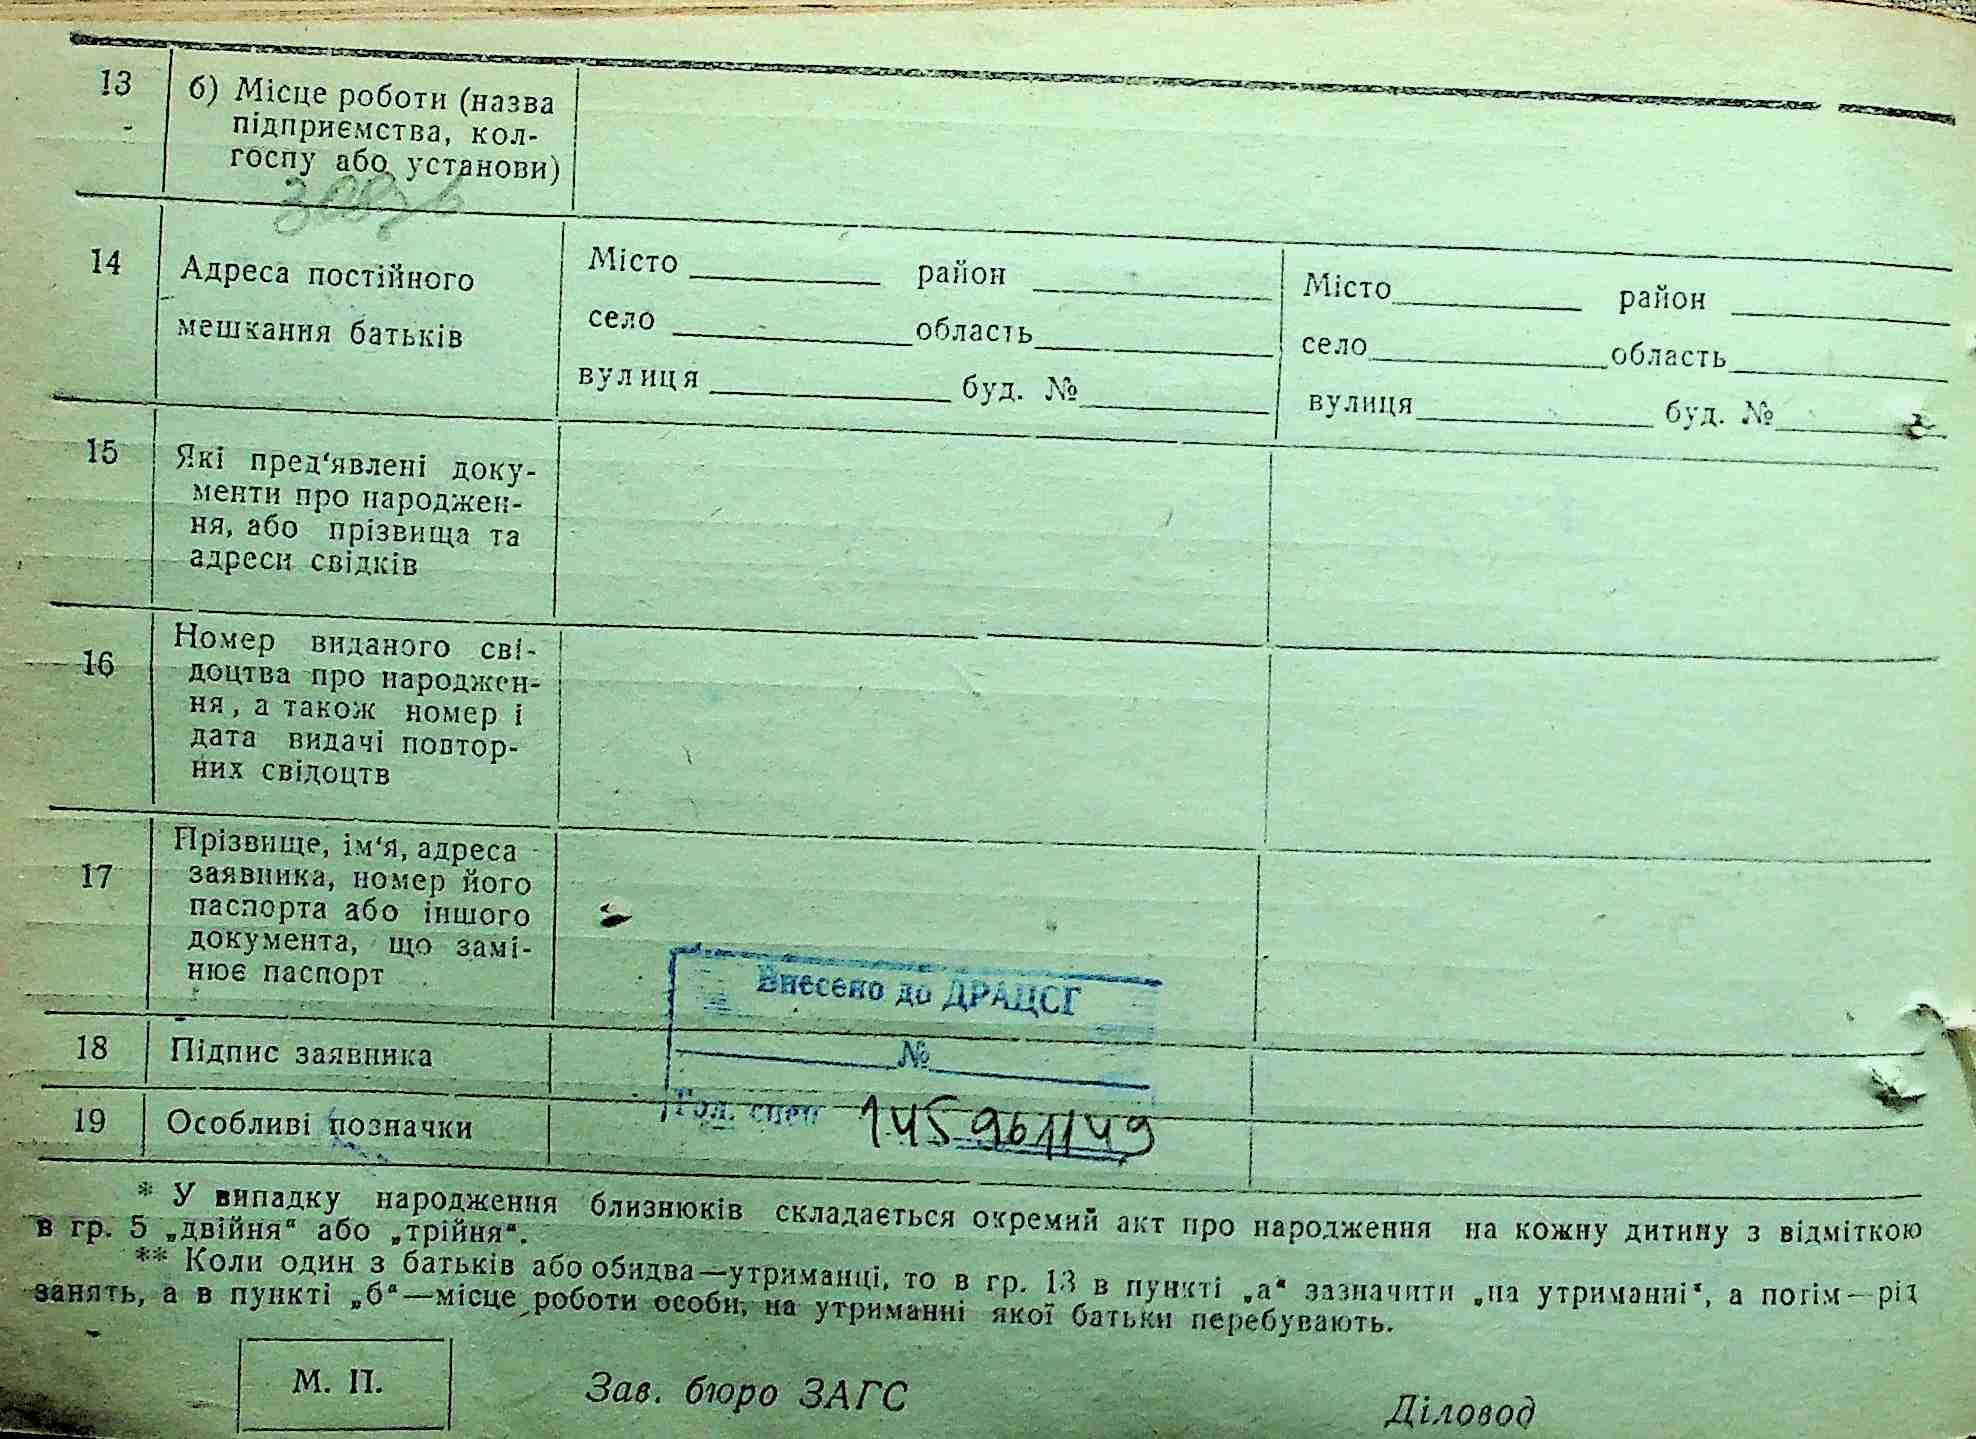 13 б) Місце роботи (назва
підприємства, кол-
госпу або установи)
14 Адреса постійного
мешкання батьків
Місто район Місто район
село область село область
вулиця буд. № вулиця буд. №
15 Які пред‘явлені доку-
менти про народжен-
ня, або прізвища та
адреси свідків
16 Номер виданого сві-
доцтва про народжен-
ня, а також номер і
дата видачі повтор-
них свідоцтв
17 Прізвище, ім‘я, адреса
заявника, номер його
паспорта або іншого
документа, що замі-
нює паспорт
Внесено до ДРАЦСГ
№
18 Підпис заявника
Гол. спец 145961149
19 Особливі позначки
* У випадку народження близнюків складається окремий акт про народження на кожну дитину з відміткою
в гр. 5 „двійня“ або „трійня“.
** Коли один з батьків або обидва—утриманці, то в гр. 13 в пункті „а“ зазначити „на утриманні“, а потім—рід
занять, а в пункті „б“—місце роботи особи, на утриманні якої батьки перебувають.
М. П. Зав. бюро ЗАГС Діловод